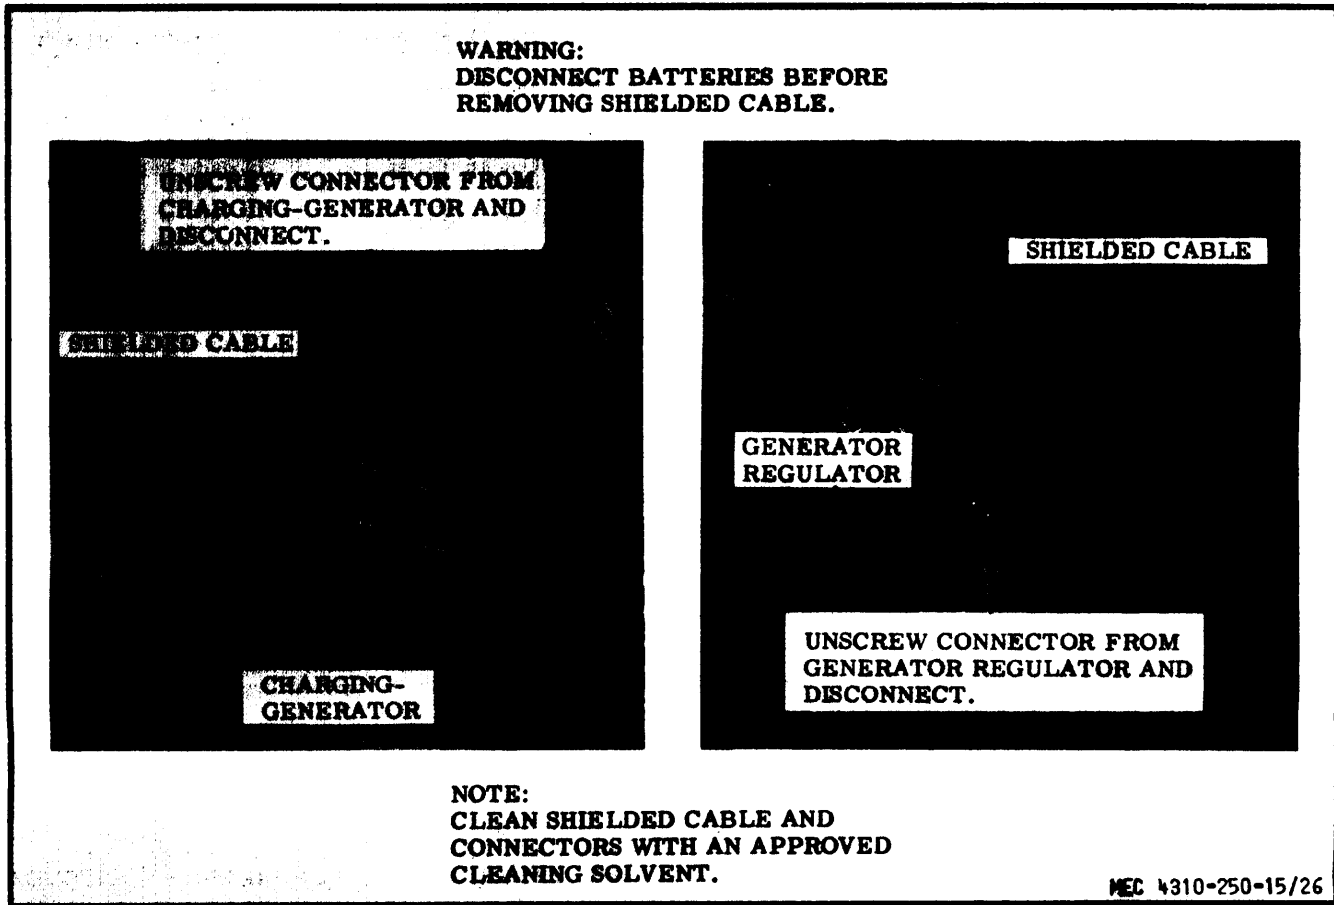 WARNING:
DISCONNECT BATTERIES BEFORE
REMOVING SHIELDED CABLE.
UNSCREW CONNECTOR FROM
CHARGING-GENERATOR AND
DISCONNECT.
SHIELDED CABLE
CHARGING-
GENERATOR
SHIELDED CABLE
GENERATOR
REGULATOR
UNSCREW CONNECTOR FROM
GENERATOR REGULATOR AND
DISCONNECT.
NOTE:
CLEAN SHIELDED CABLE AND
CONNECTORS WITH AN APPROVED
CLEANING SOLVENT.
MEC 4310-250-15/26